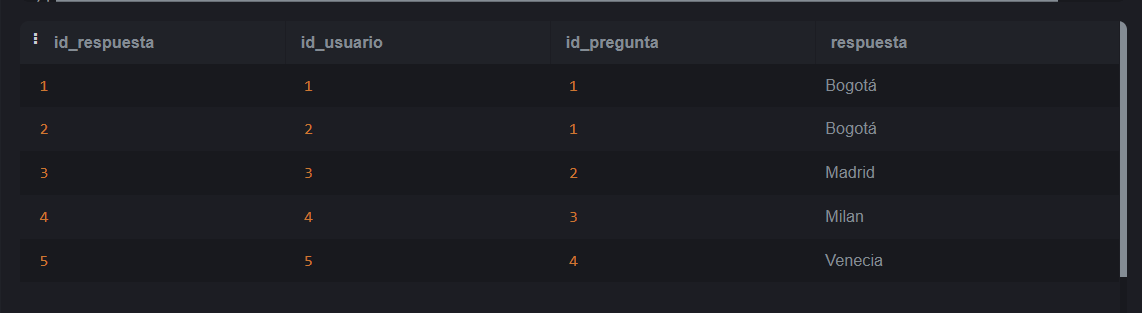 id_respuesta id_usuario id_pregunta respuesta
1 1 1 Bogotá
2 2 1 Bogotá
3 3 2 Madrid
4 4 3 Milan
5 5 4 Venecia